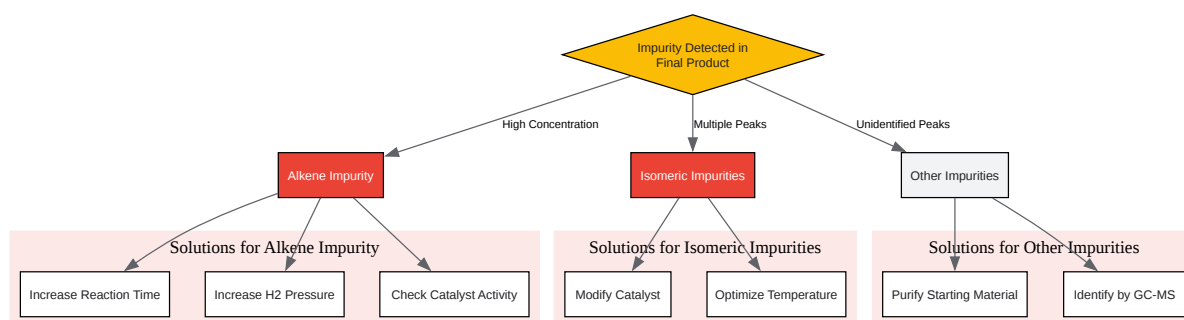 Impurity Detected in
Final Product
High Concentration
Multiple Peaks
Unidentified Peaks
Alkene Impurity
Isomeric Impurities
Other Impurities
Solutions for Alkene Impurity
Solutions for Isomeric Impurities
Solutions for Other Impurities
Increase Reaction Time
Increase H2 Pressure
Check Catalyst Activity
Modify Catalyst
Optimize Temperature
Purify Starting Material
Identify by GC-MS